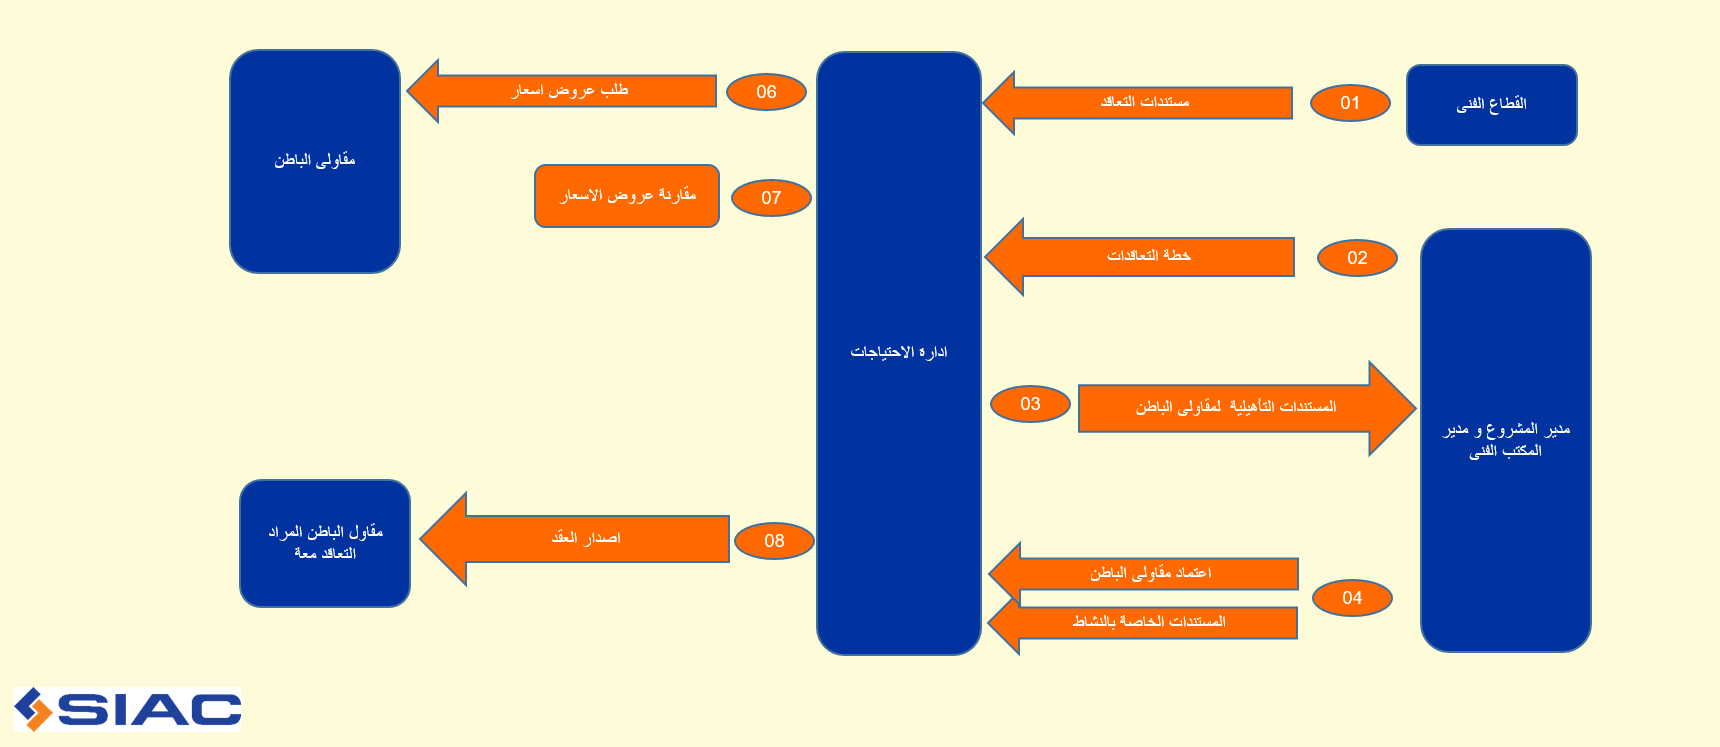 القطاع الفنى
01
مستندات التعاقد
06
طلب عروض اسعار
مقاولى الباطن
07
مقارنة عروض الاسعار
02
خطة التعاقدات
ادارة الاحتياجات
03
المستندات التأهيلية لمقاولى الباطن
مدير المشروع و مدير
المكتب الفنى
08
اصدار العقد
مقاول الباطن المراد
التعاقد معة
04
اعتماد مقاولى الباطن
المستندات الخاصة بالنشاط
SIAC